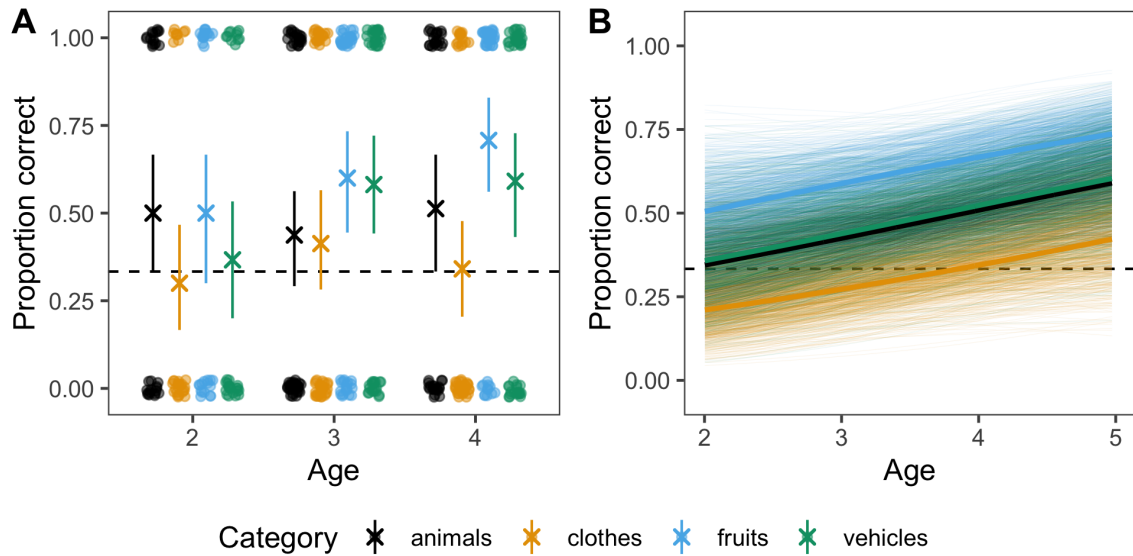 A
B
Proportion correct
1.00
0.75
0.50
0.25
0.00
2 3 4
Age
Proportion correct
1.00
0.75
0.50
0.25
0.00
2 3 4 5
Age
Category animals clothes fruits vehicles